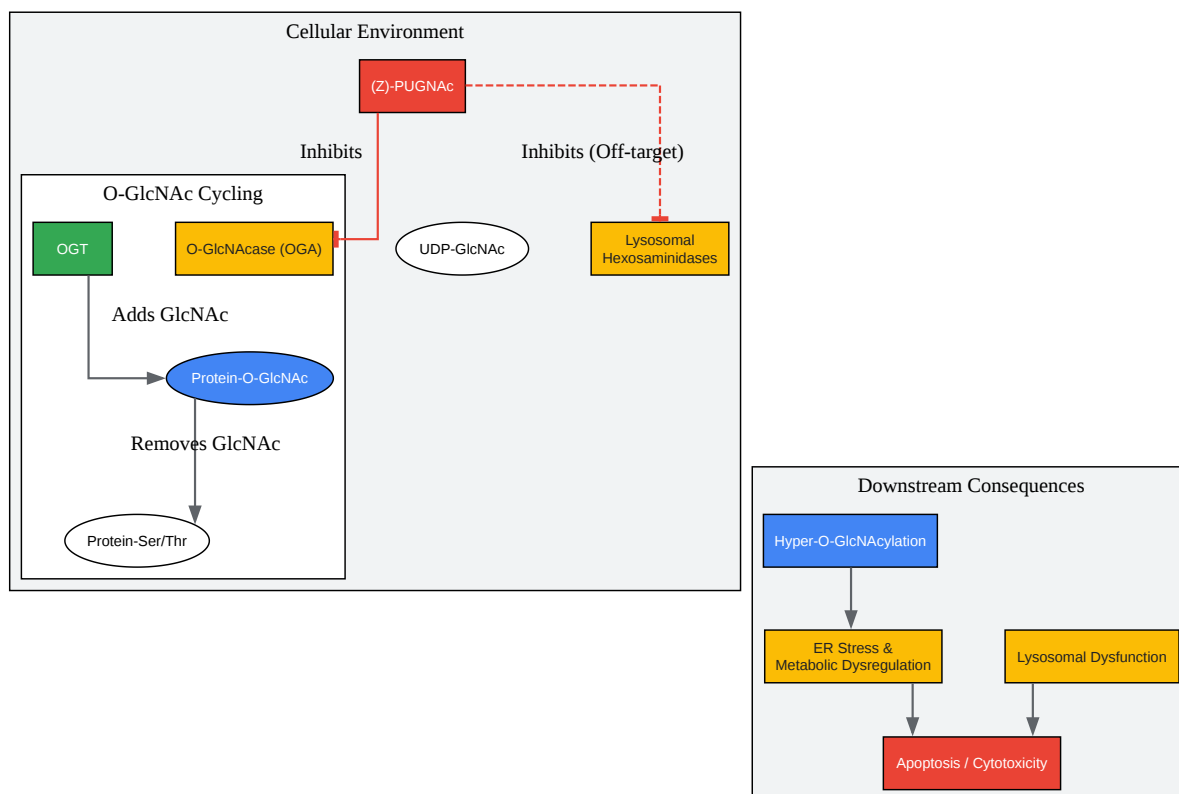 Cellular Environment
(Z)-PUGNAc
Inhibits
Inhibits (Off-target)
O-GlcNAc Cycling
OGT
O-GlcNAcase (OGA)
UDP-GlcNAc
Lysosomal
Hexosaminidases
Adds GlcNAc
Protein-O-GlcNAc
Removes GlcNAc
Protein-Ser/Thr
Downstream Consequences
Hyper-O-GlcNAcylation
ER Stress &
Metabolic Dysregulation
Lysosomal Dysfunction
Apoptosis / Cytotoxicity